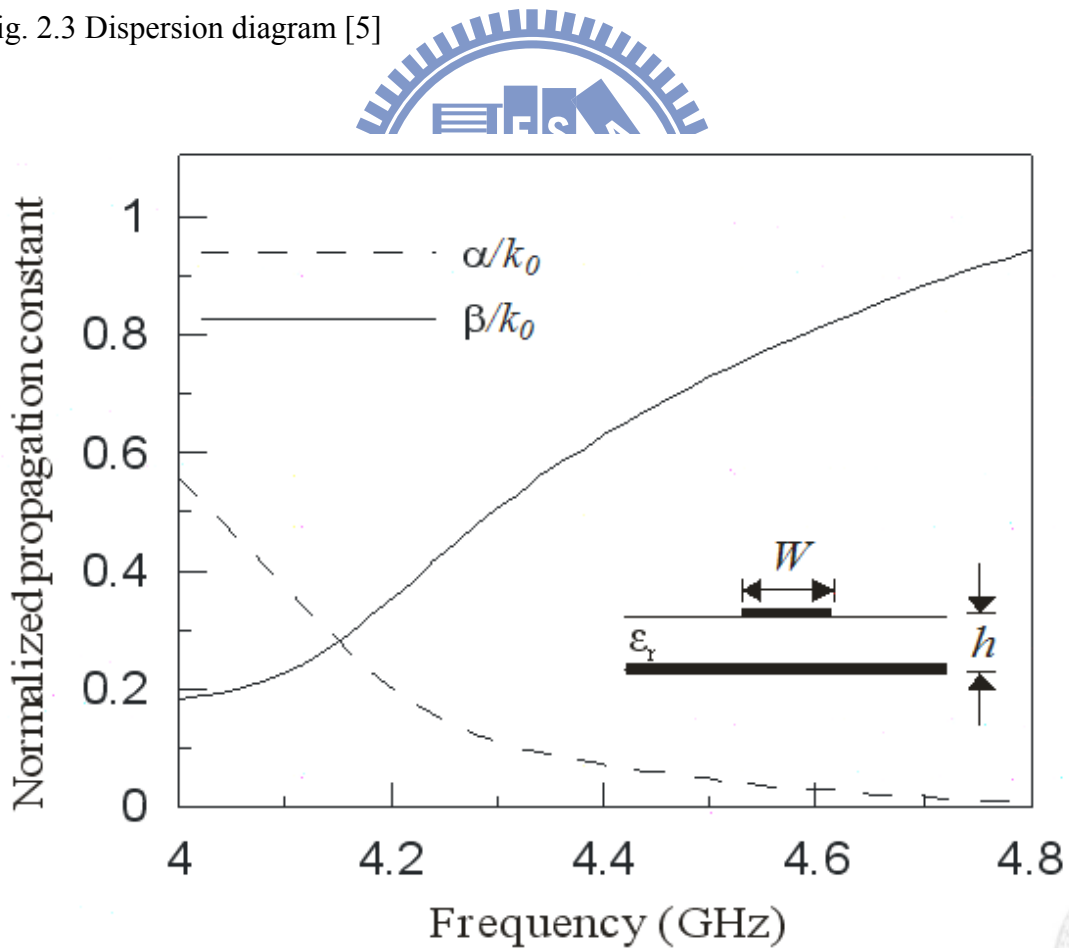 ig. 2.3 Dispersion diagram [5]
ES
Normalized propagation constant
1
0.8
0.6
0.4
0.2
0
α/k₀
β/k₀
W
εᵣ
h
4
4.2
4.4
4.6
4.8
Frequency (GHz)